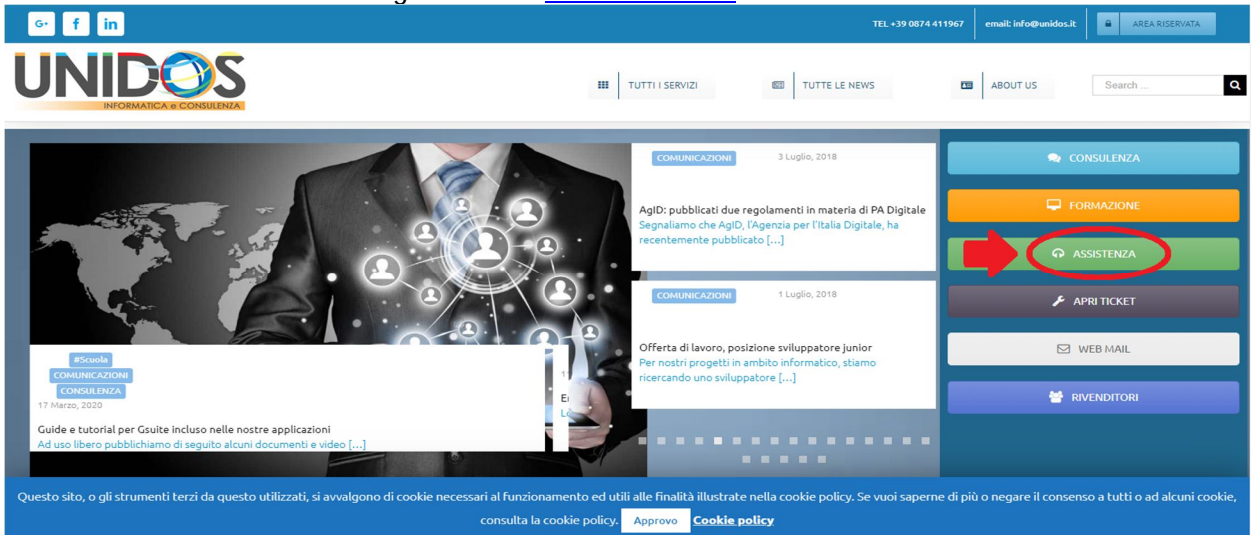 G+ f in
TEL +39 0874 411967
email: info@unidos.it
AREA RISERVATA
UNIDOS
INFORMATICA e CONSULENZA
TUTTI I SERVIZI
TUTTE LE NEWS
ABOUT US
Search ...
COMUNICAZIONI
3 Luglio, 2018
AgID: pubblicati due regolamenti in materia di PA Digitale
Segnaliamo che AgID, l'Agenzia per l'Italia Digitale, ha
recentemente pubblicato [...]
COMUNICAZIONI
1 Luglio, 2018
Offerta di lavoro, posizione sviluppatore junior
Per nostri progetti in ambito informatico, stiamo
ricercando uno sviluppatore [...]
#Scuola
COMUNICAZIONI
CONSULENZA
17 Marzo, 2020
Guide e tutorial per Gsuite incluso nelle nostre applicazioni
Ad uso libero pubblichiamo di seguito alcuni documenti e video [...]
CONSULENZA
FORMAZIONE
ASSISTENZA
APRI TICKET
WEB MAIL
RIVENDITORI
Questo sito, o gli strumenti terzi da questo utilizzati, si avvalgono di cookie necessari al funzionamento ed utili alle finalità illustrate nella cookie policy. Se vuoi saperne di più o negare il consenso a tutti o ad alcuni cookie,
consulta la cookie policy. Approvo Cookie policy